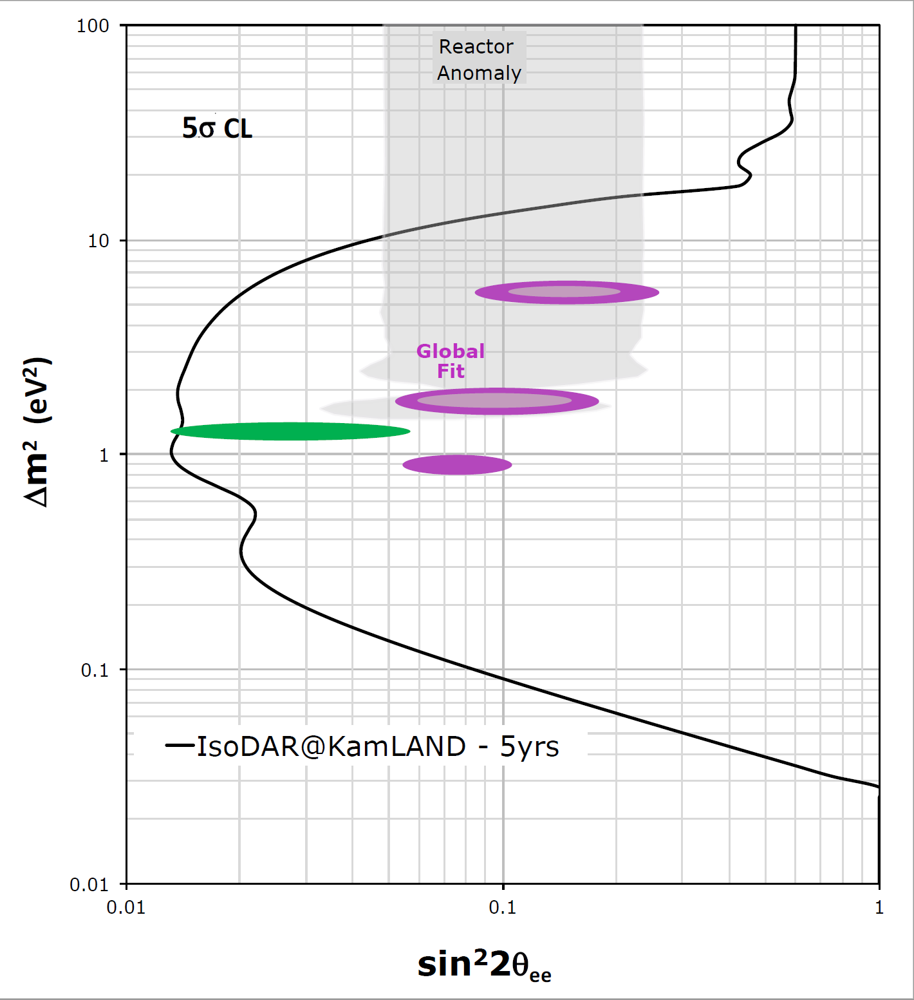 100
Reactor
Anomaly
5σ CL
10
Global
Fit
Δm² (eV²)
1
0.1
IsoDAR@KamLAND - 5yrs
0.01
0.01
0.1
1
sin²2θee